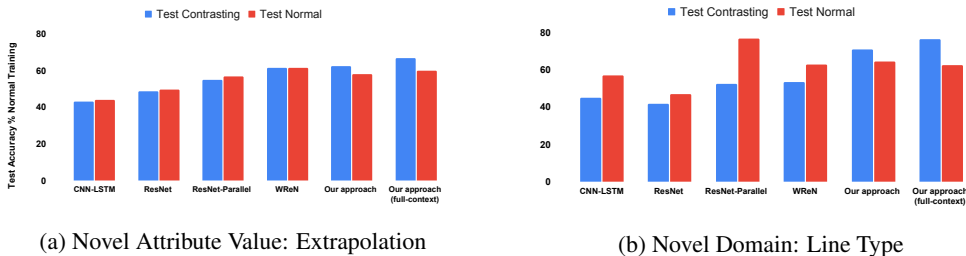 Test Contrasting Test Normal
Test Accuracy % Normal Training
80
60
40
20
0
CNN-LSTM ResNet ResNet-Parallel WReN Our approach Our approach (full-context)
(a) Novel Attribute Value: Extrapolation
Test Contrasting Test Normal
80
60
40
20
0
CNN-LSTM ResNet ResNet-Parallel WReN Our approach Our approach (full-context)
(b) Novel Domain: Line Type